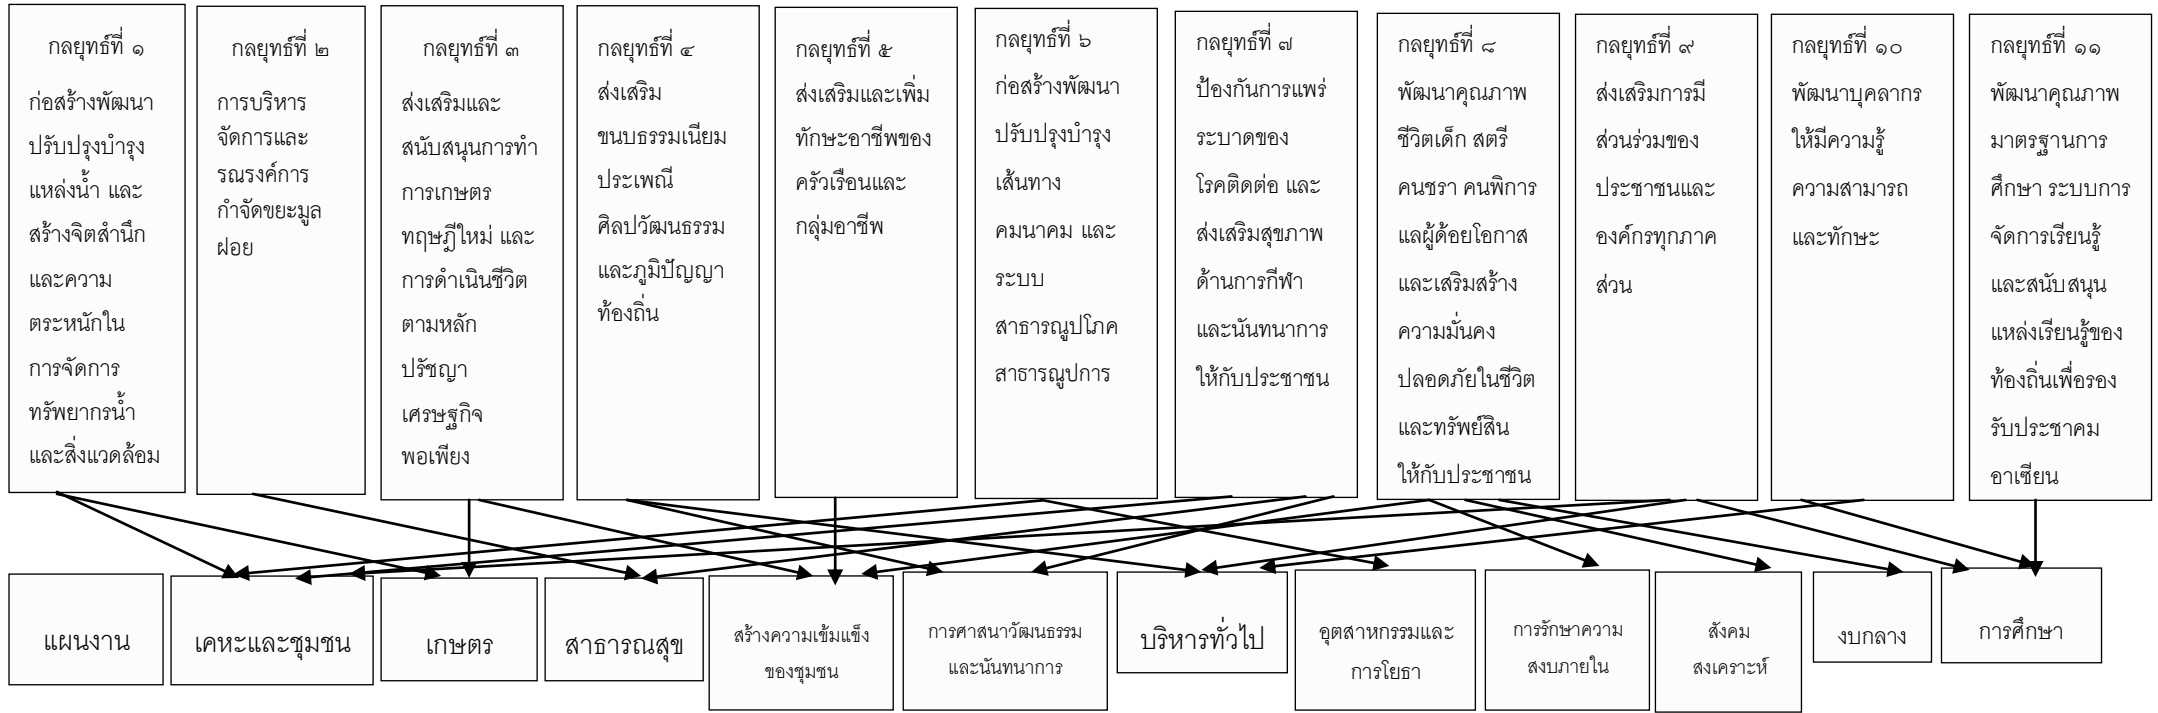 กลยุทธ์ที่ ๑
ก่อสร้างพัฒนา
ปรับปรุงบำรุง
แหล่งน้ำ และ
สร้างจิตสำนึก
และความ
ตระหนักใน
การจัดการ
ทรัพยากรน้ำ
และสิ่งแวดล้อม
กลยุทธ์ที่ ๒
การบริหาร
จัดการและ
รณรงค์การ
กำจัดขยะมูล
ฝอย
กลยุทธ์ที่ ๓
ส่งเสริมและ
สนับสนุนการทำ
การเกษตร
ทฤษฎีใหม่ และ
การดำเนินชีวิต
ตามหลัก
ปรัชญา
เศรษฐกิจ
พอเพียง
กลยุทธ์ที่ ๔
ส่งเสริม
ขนบธรรมเนียม
ประเพณี
ศิลปวัฒนธรรม
และภูมิปัญญา
ท้องถิ่น
กลยุทธ์ที่ ๕
ส่งเสริมและเพิ่ม
ทักษะอาชีพของ
ครัวเรือนและ
กลุ่มอาชีพ
กลยุทธ์ที่ ๖
ก่อสร้างพัฒนา
ปรับปรุงบำรุง
เส้นทาง
คมนาคม และ
ระบบ
สาธารณูปโภค
สาธารณูปการ
กลยุทธ์ที่ ๗
ป้องกันการแพร่
ระบาดของ
โรคติดต่อ และ
ส่งเสริมสุขภาพ
ด้านการกีฬา
และนันทนาการ
ให้กับประชาชน
กลยุทธ์ที่ ๘
พัฒนาคุณภาพ
ชีวิตเด็ก สตรี
คนชรา คนพิการ
แลผู้ด้อยโอกาส
และเสริมสร้าง
ความมั่นคง
ปลอดภัยในชีวิต
และทรัพย์สิน
ให้กับประชาชน
กลยุทธ์ที่ ๙
ส่งเสริมการมี
ส่วนร่วมของ
ประชาชนและ
องค์กรทุกภาค
ส่วน
กลยุทธ์ที่ ๑๐
พัฒนาบุคลากร
ให้มีความรู้
ความสามารถ
และทักษะ
กลยุทธ์ที่ ๑๑
พัฒนาคุณภาพ
มาตรฐานการ
ศึกษา ระบบการ
จัดการเรียนรู้
และสนับสนุน
แหล่งเรียนรู้ของ
ท้องถิ่นเพื่อรอง
รับประชาคม
อาเซียน
แผนงาน
เคหะและชุมชน
เกษตร
สาธารณสุข
สร้างความเข้มแข็ง
ของชุมชน
การศาสนาวัฒนธรรม
และนันทนาการ
บริหารทั่วไป
อุตสาหกรรมและ
การโยธา
การรักษาความ
สงบภายใน
สังคม
สงเคราะห์
งบกลาง
การศึกษา